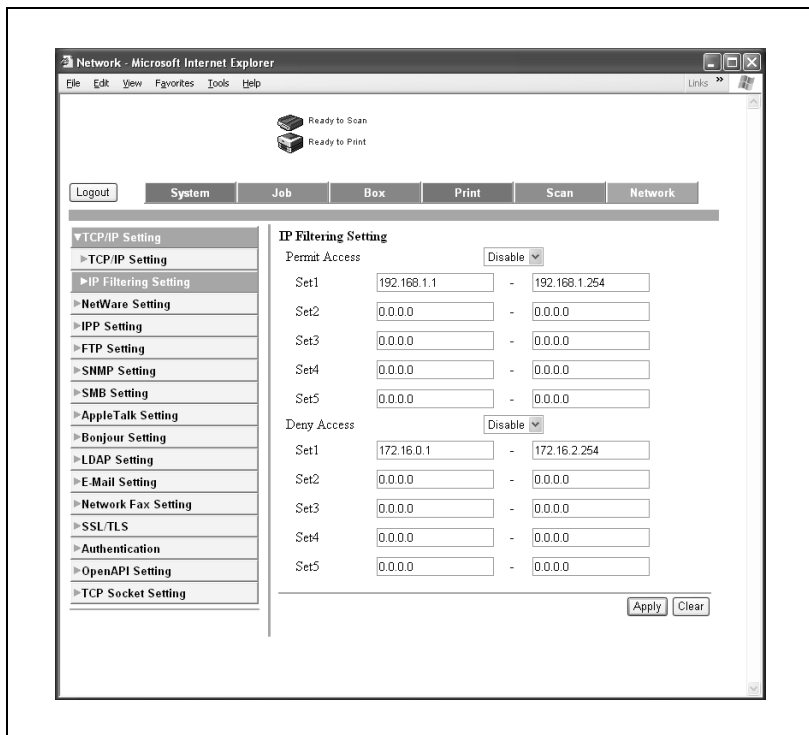 Network - Microsoft Internet Explorer
File Edit View Favorites Tools Help Links »
Ready to Scan
Ready to Print
Logout System Job Box Print Scan Network
▼TCP/IP Setting
►TCP/IP Setting
►IP Filtering Setting
►NetWare Setting
►IPP Setting
►FTP Setting
►SNMP Setting
►SMB Setting
►AppleTalk Setting
►Bonjour Setting
►LDAP Setting
►E-Mail Setting
►Network Fax Setting
►SSL/TLS
►Authentication
►OpenAPI Setting
►TCP Socket Setting
IP Filtering Setting
Permit Access Disable
Set1 192.168.1.1 - 192.168.1.254
Set2 0.0.0.0 - 0.0.0.0
Set3 0.0.0.0 - 0.0.0.0
Set4 0.0.0.0 - 0.0.0.0
Set5 0.0.0.0 - 0.0.0.0
Deny Access Disable
Set1 172.16.0.1 - 172.16.2.254
Set2 0.0.0.0 - 0.0.0.0
Set3 0.0.0.0 - 0.0.0.0
Set4 0.0.0.0 - 0.0.0.0
Set5 0.0.0.0 - 0.0.0.0
Apply Clear